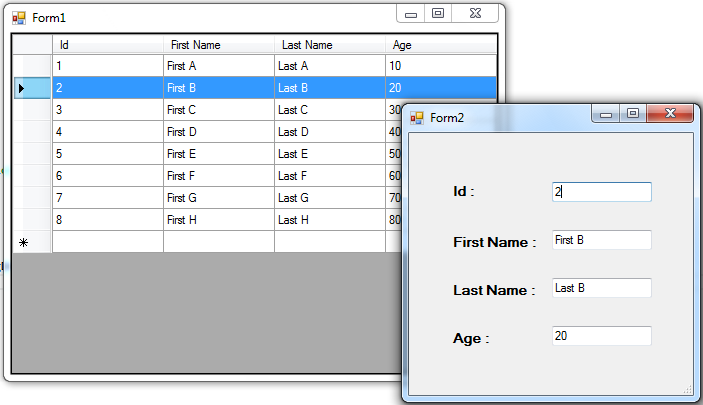 Form1
Id First Name Last Name Age
1 First A Last A 10
2 First B Last B 20
3 First C Last C 30
4 First D Last D 40
5 First E Last E 50
6 First F Last F 60
7 First G Last G 70
8 First H Last H 80
Form2
Id : 2
First Name : First B
Last Name : Last B
Age : 20